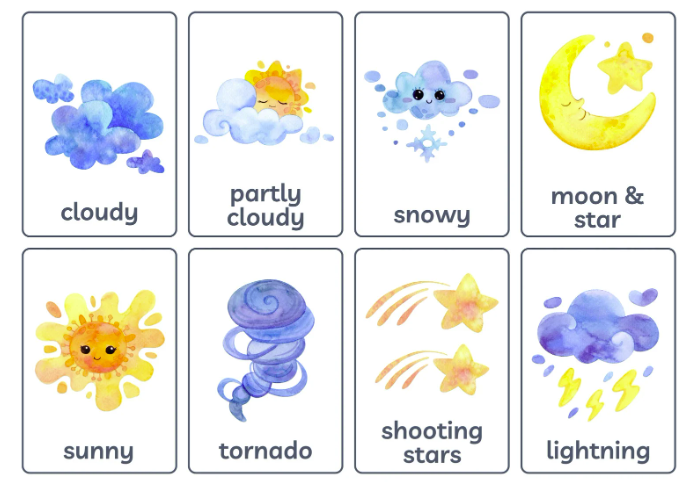 cloudy
partly
cloudy
snowy
moon &
star
sunny
tornado
shooting
stars
lightning